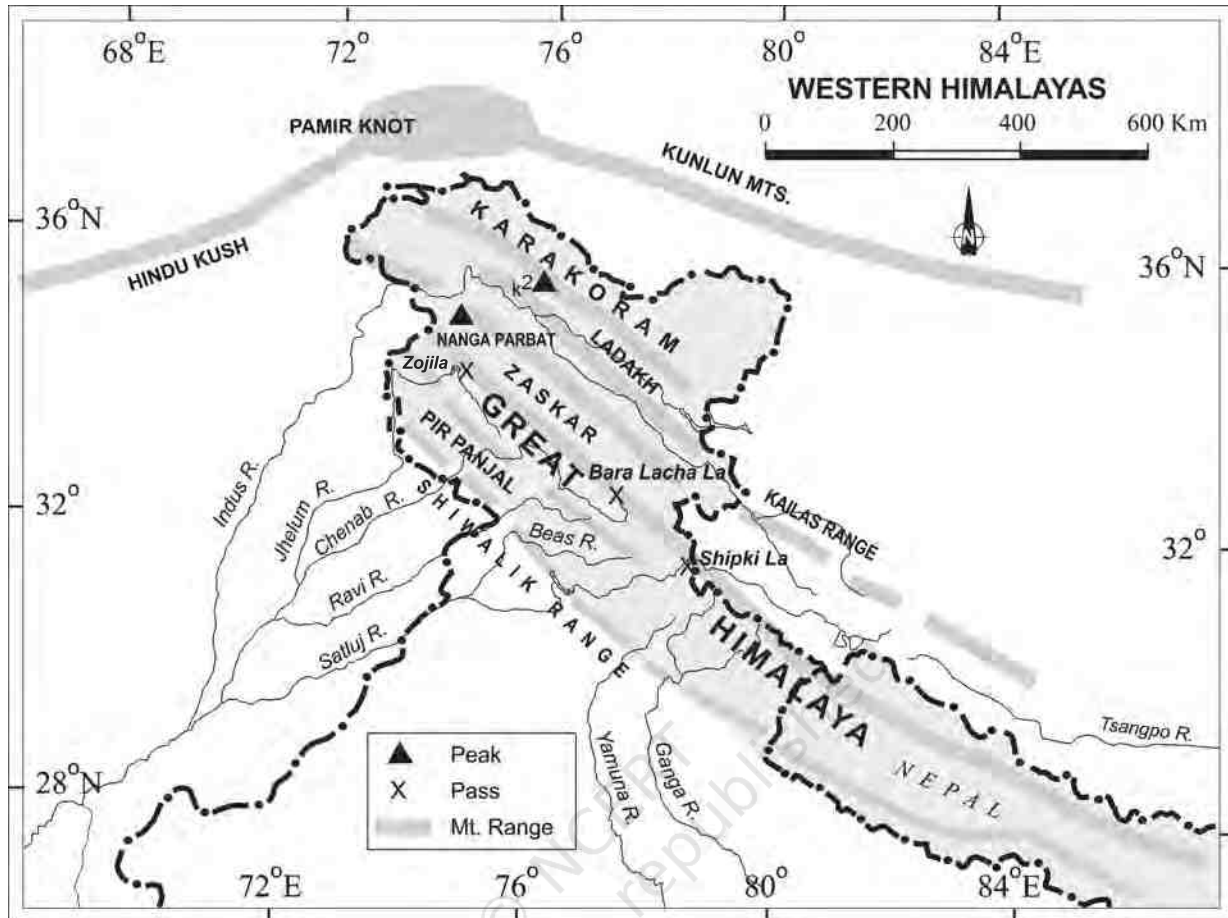 68°E 72° 76° 80° 84°E
WESTERN HIMALAYAS
0 200 400 600 Km
PAMIR KNOT
KUNLUN MTS.
HINDU KUSH
36°N
36°N
N
KARAKORAM
k2
NANGA PARBAT
LADAKH
Zojila
ZASKAR
GREAT
PIR PANJAL
Bara Lacha La
KAILAS RANGE
32°
32°
Indus R.
Jhelum R.
Chenab R.
SHIWALIK RANGE
Beas R.
Shipki La
Ravi R.
Satluj R.
HIMALAYA
Tsangpo R.
NEPAL
Yamuna R.
Ganga R.
28°N
Peak
X Pass
Mt. Range
© NCERT
republi
72°E 76° 80° 84°E